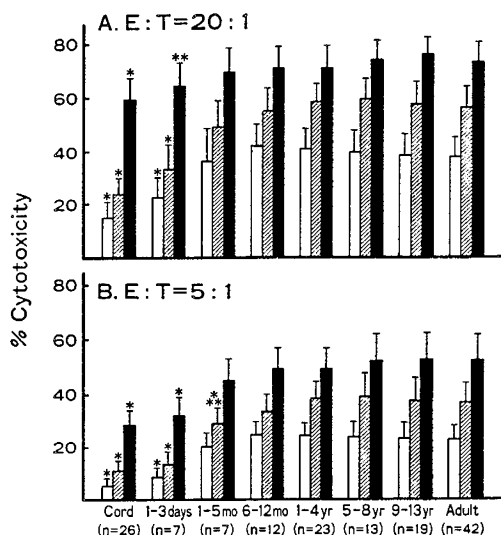 A. E:T=20:1
80
60
40
20
* * *
* * **
B. E:T=5:1
60
40
20
* * *
* * *
*
**
% Cytotoxicity
Cord 1-3days 1-5mo 6-12mo 1-4yr 5-8yr 9-13yr Adult
(n=26) (n=7) (n=7) (n=12) (n=23) (n=13) (n=19) (n=42)